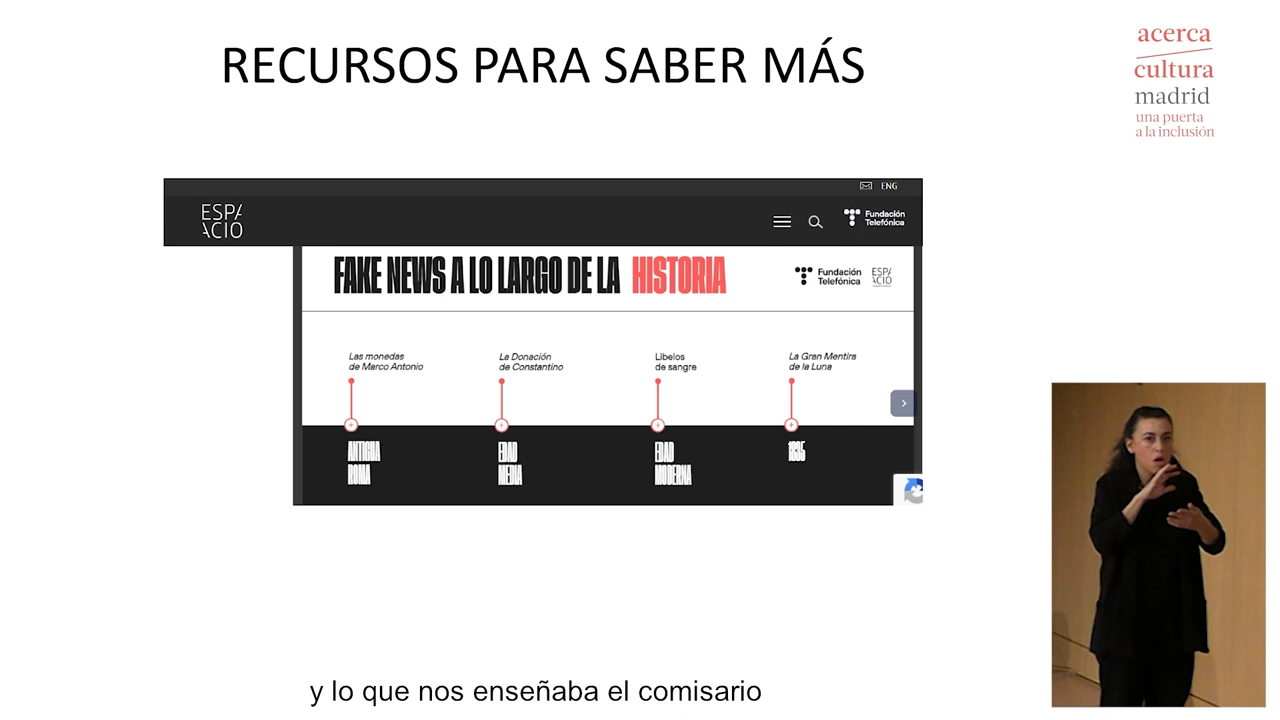 RECURSOS PARA SABER MÁS
acerca
cultura
madrid
una puerta
a la inclusión
ENG
ESP/
ACIO
Fundación
Telefónica
FAKE NEWS A LO LARGO DE LA HISTORIA
Fundación
Telefónica
ESP/
ACIO
Las monedas
de Marco Antonio
La Donación
de Constantino
Libelos
de sangre
La Gran Mentira
de la Luna
ANTIGUA
ROMA
EDAD
MEDIA
EDAD
MODERNA
1835
y lo que nos enseñaba el comisario